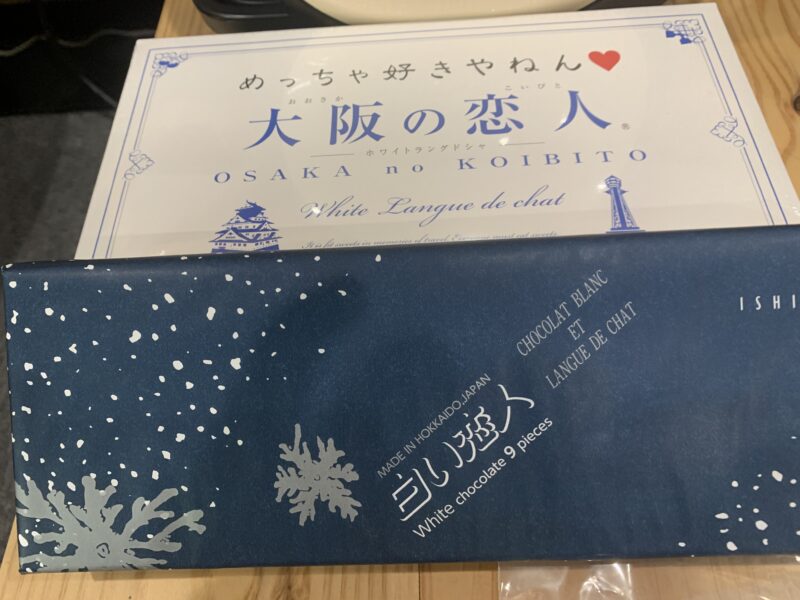 めっちゃ好きやねん♥
おおさか こいびと
大阪の恋人®
ホワイトラングドシャ
OSAKA no KOIBITO
White Langue de chat
ISHI
CHOCOLAT BLANC
ET
LANGUE DE CHAT
MADE IN HOKKAIDO,JAPAN
白い恋人
White chocolate 9 pieces